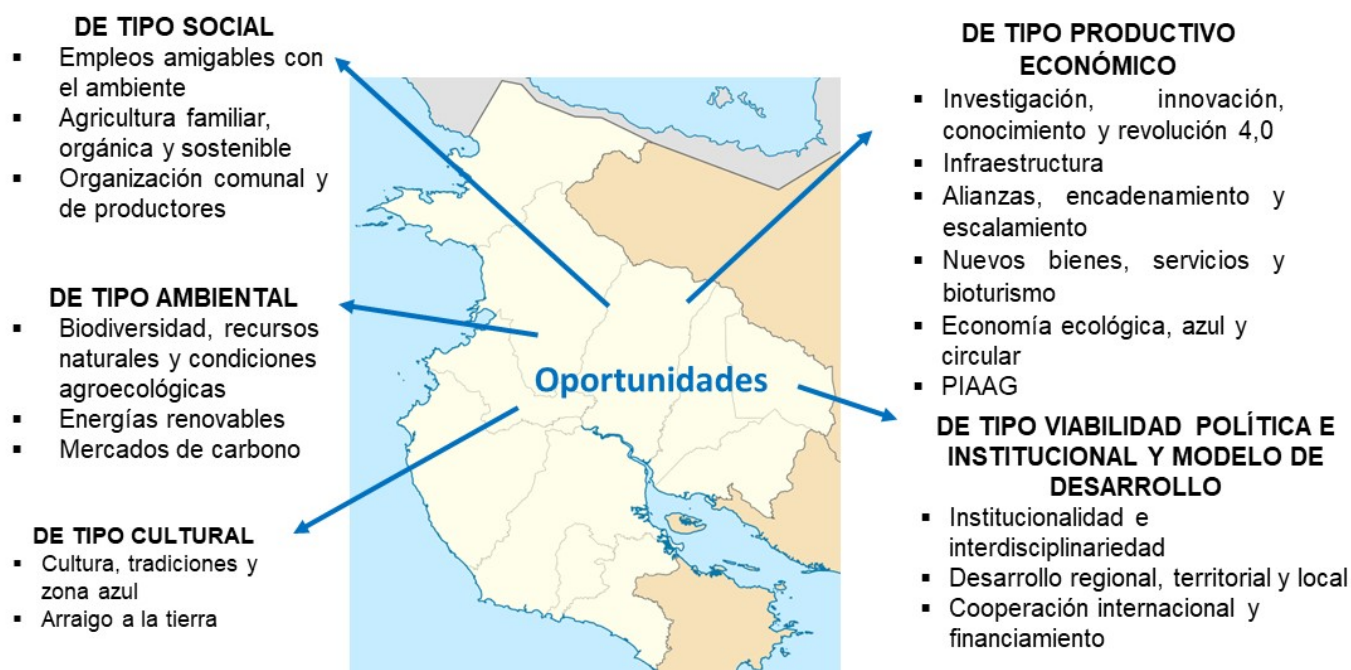 DE TIPO SOCIAL
▪ Empleos amigables con
el ambiente
▪ Agricultura familiar,
orgánica y sostenible
▪ Organización comunal y
de productores
DE TIPO AMBIENTAL
▪ Biodiversidad, recursos
naturales y condiciones
agroecológicas
▪ Energías renovables
▪ Mercados de carbono
DE TIPO CULTURAL
▪ Cultura, tradiciones y
zona azul
▪ Arraigo a la tierra
Oportunidades
DE TIPO PRODUCTIVO
ECONÓMICO
▪ Investigación, innovación,
conocimiento y revolución 4,0
▪ Infraestructura
▪ Alianzas, encadenamiento y
escalamiento
▪ Nuevos bienes, servicios y
bioturismo
▪ Economía ecológica, azul y
circular
▪ PIAAG
DE TIPO VIABILIDAD POLÍTICA E
INSTITUCIONAL Y MODELO DE
DESARROLLO
▪ Institucionalidad e
interdisciplinariedad
▪ Desarrollo regional, territorial y local
▪ Cooperación internacional y
financiamiento